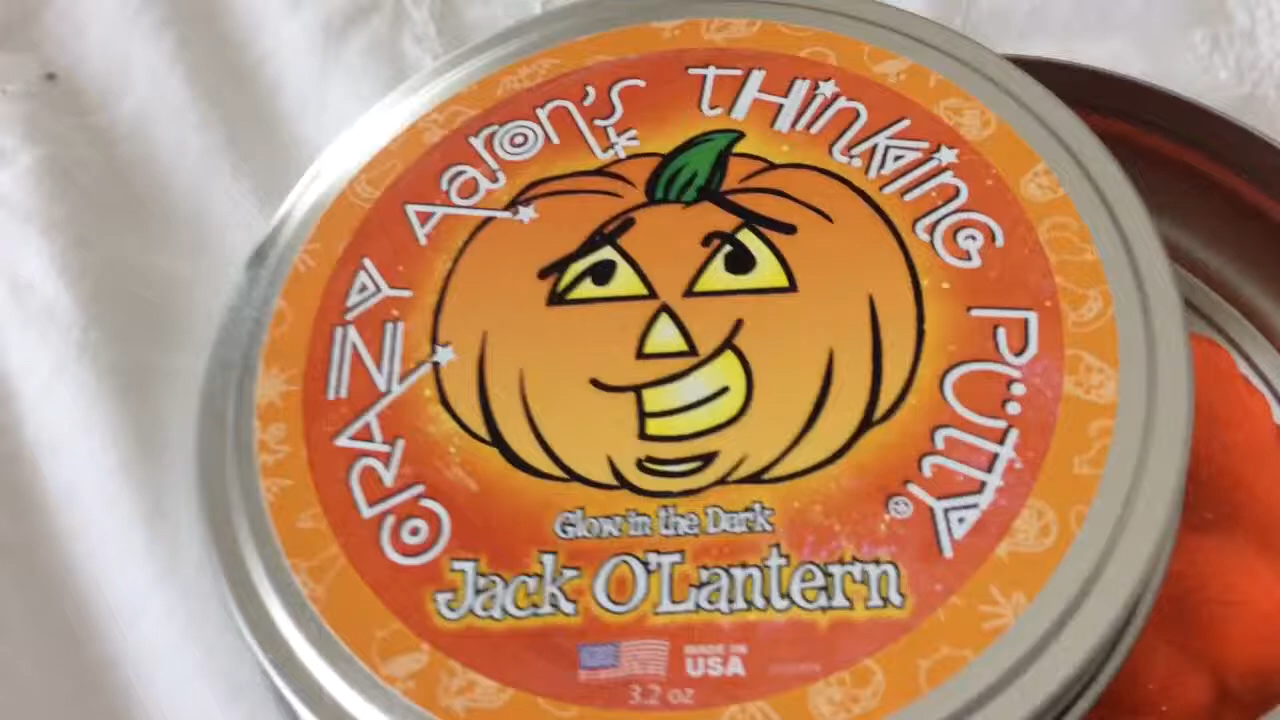 CRAZY AARON'S THINKING PUTTY®
Glow in the Dark
Jack O'Lantern
MADE IN
USA
3.2 oz